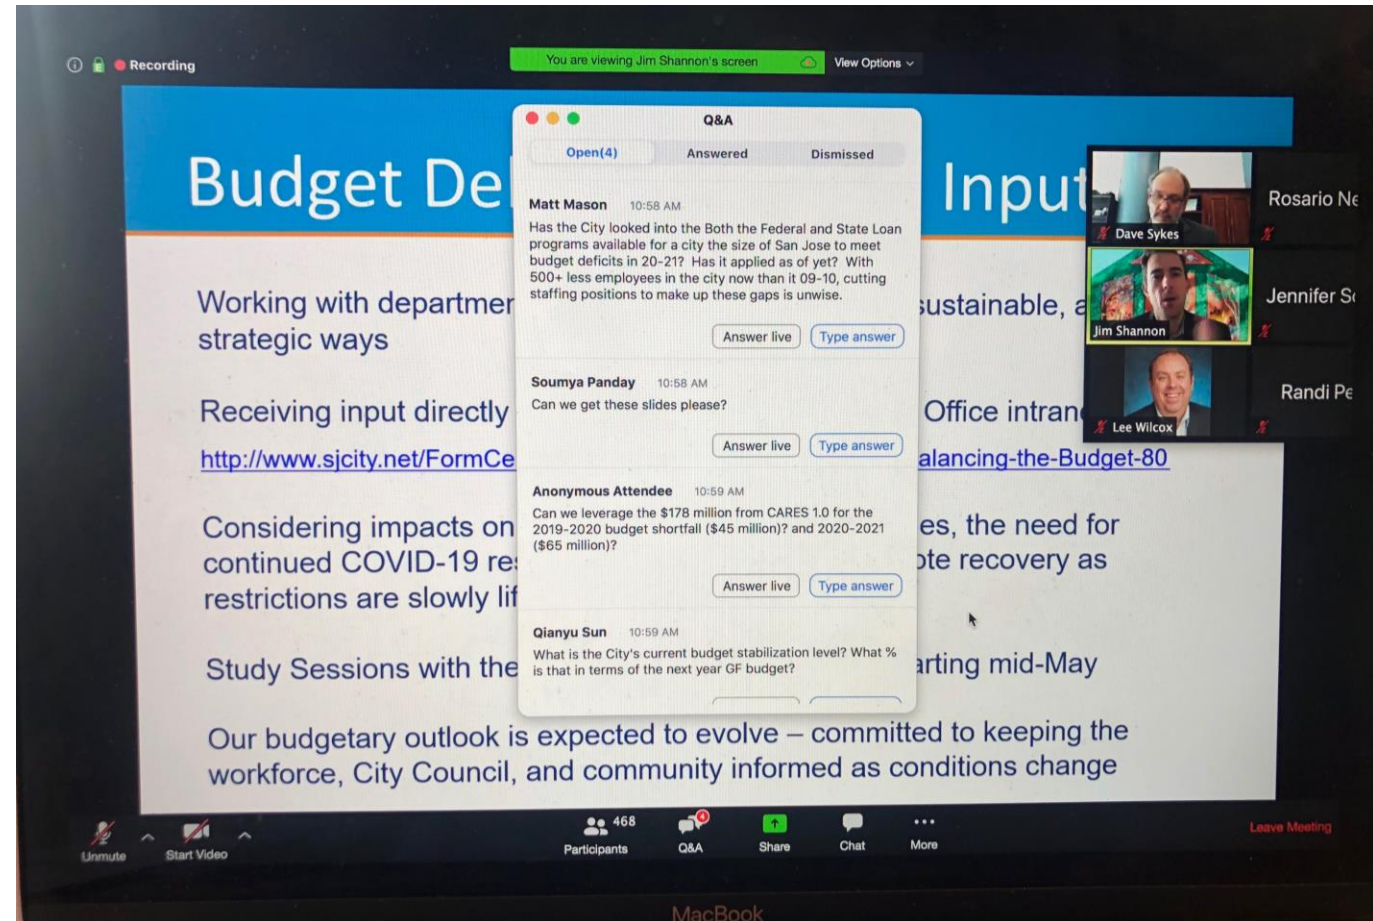 Recording
You are viewing Jim Shannon's screen
View Options
Budget De
Input
Q&A
Open(4)
Answered
Dismissed
Matt Mason 10:58 AM
Has the City looked into the Both the Federal and State Loan
programs available for a city the size of San Jose to meet
budget deficits in 20-21? Has it applied as of yet? With
500+ less employees in the city now than it 09-10, cutting
staffing positions to make up these gaps is unwise.
Answer live
Type answer
Soumya Panday 10:58 AM
Can we get these slides please?
Answer live
Type answer
Anonymous Attendee 10:59 AM
Can we leverage the $178 million from CARES 1.0 for the
2019-2020 budget shortfall ($45 million)? and 2020-2021
($65 million)?
Answer live
Type answer
Qianyu Sun 10:59 AM
What is the City's current budget stabilization level? What %
is that in terms of the next year GF budget?
Working with departmen
sustainable, a
strategic ways
Receiving input directly
Office intran
http://www.sjcity.net/FormCe
alancing-the-Budget-80
Considering impacts on
es, the need for
continued COVID-19 res
ote recovery as
restrictions are slowly lif
Study Sessions with the
arting mid-May
Our budgetary outlook is expected to evolve – committed to keeping the
workforce, City Council, and community informed as conditions change
Dave Sykes
Rosario Ne
Jim Shannon
Jennifer S
Lee Wilcox
Randi Pe
Unmute
Start Video
468
Participants
4
Q&A
Share
Chat
More
Leave Meeting
MacBook